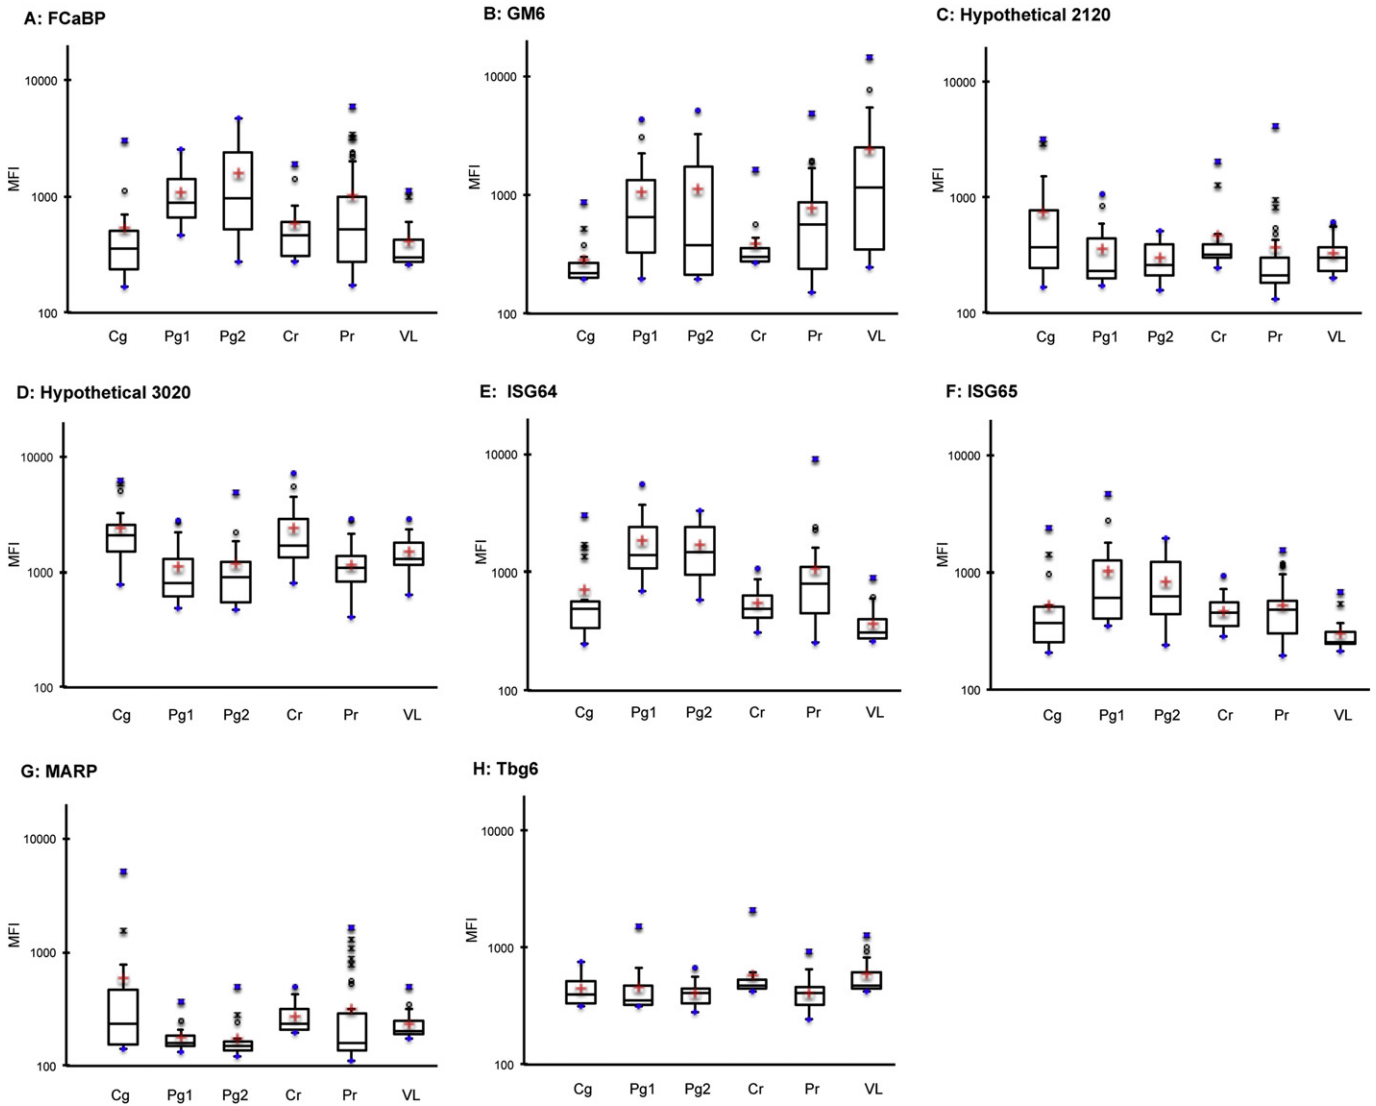 A: FCaBP
10000
1000
100
MFI
Cg Pg1 Pg2 Cr Pr VL
B: GM6
10000
1000
100
MFI
Cg Pg1 Pg2 Cr Pr VL
C: Hypothetical 2120
10000
1000
100
MFI
Cg Pg1 Pg2 Cr Pr VL
D: Hypothetical 3020
10000
1000
100
MFI
Cg Pg1 Pg2 Cr Pr VL
E: ISG64
10000
1000
100
MFI
Cg Pg1 Pg2 Cr Pr VL
F: ISG65
10000
1000
100
MFI
Cg Pg1 Pg2 Cr Pr VL
G: MARP
10000
1000
100
MFI
Cg Pg1 Pg2 Cr Pr VL
H: Tbg6
10000
1000
100
MFI
Cg Pg1 Pg2 Cr Pr VL